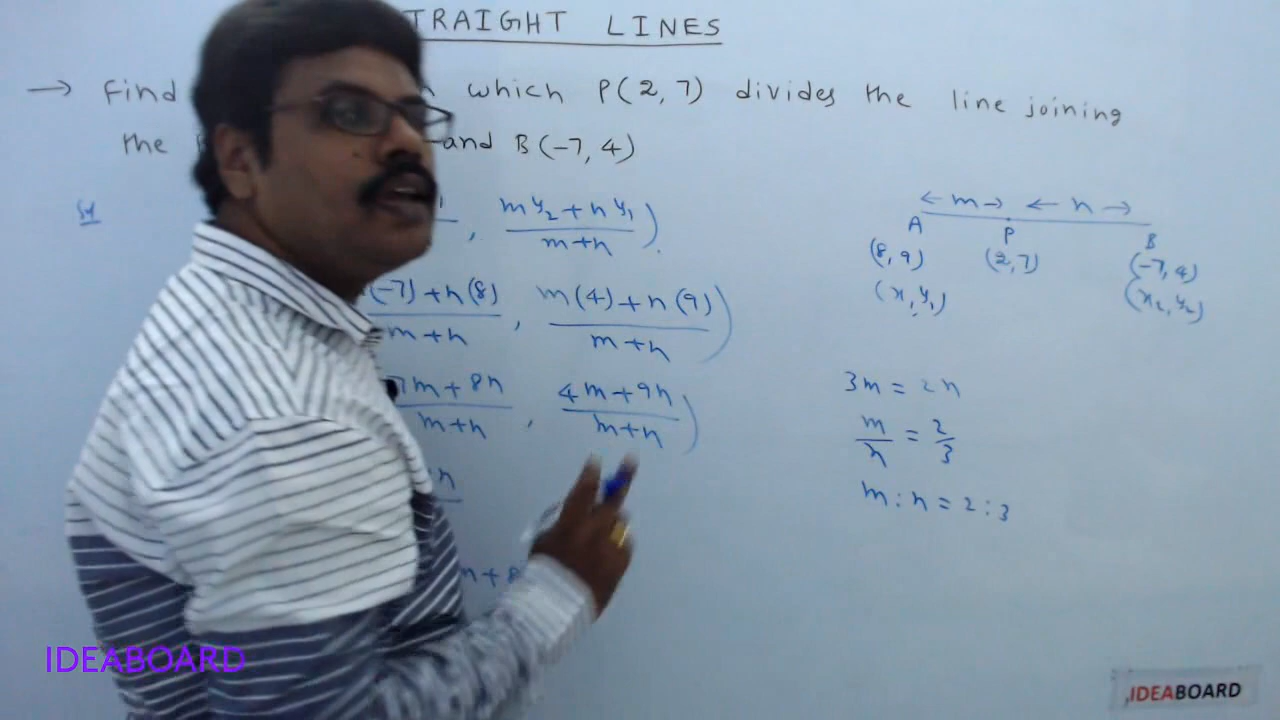 TRAIGHT LINES
→ Find which P(2, 7) divides the line joining
the and B(-7, 4)
Sol
, my₂+ny₁ / m+n ).
← m → ← n →
A P B
(8, 9) (2,7) (-7, 4)
(x, y₁) (x₂, y₂)
(-7)+n(8) / m+n , m(4)+n(9) / m+n )
7m+8n / m+n , 4m+9n / m+n )
3m = 2n
m/n = 2/3
m:n = 2:3
n
m+8
IDEABOARD
.IDEABOARD